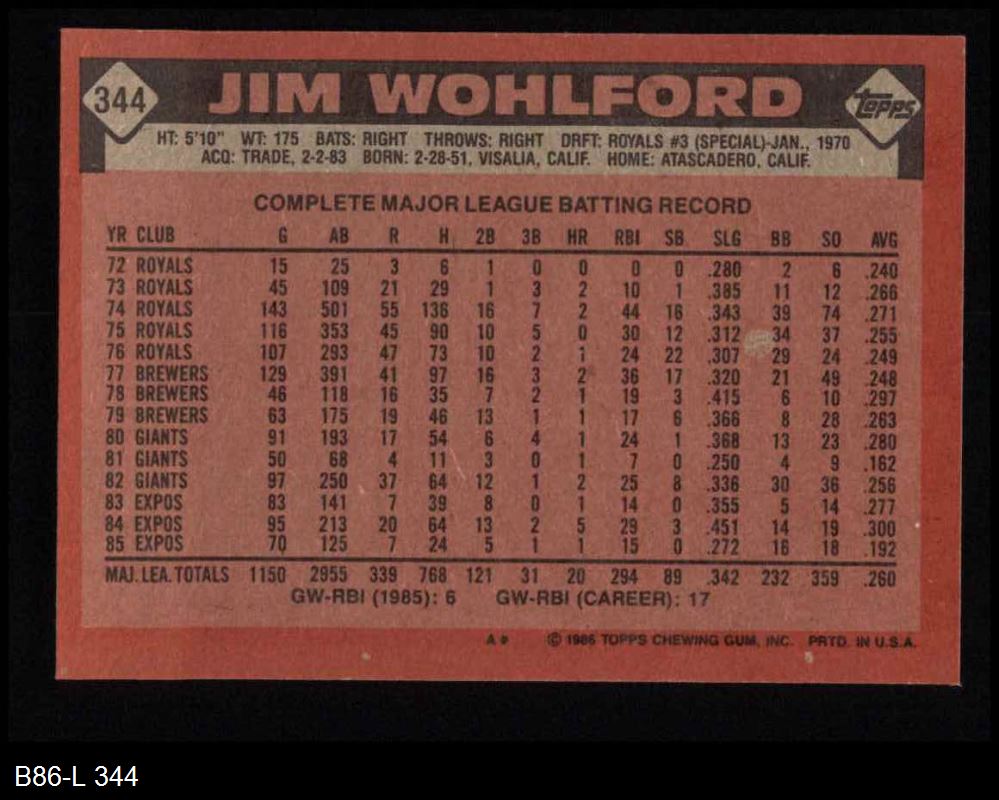 344 JIM WOHLFORD Topps
HT: 5'10" WT: 175 BATS: RIGHT THROWS: RIGHT DRFT: ROYALS #3 (SPECIAL)-JAN., 1970
ACQ: TRADE, 2-2-83 BORN: 2-28-51, VISALIA, CALIF. HOME: ATASCADERO, CALIF.
COMPLETE MAJOR LEAGUE BATTING RECORD
YR CLUB G AB R H 2B 3B HR RBI SB SLG BB SO AVG
72 ROYALS 15 25 3 6 1 0 0 0 0 .280 2 6 .240
73 ROYALS 45 109 21 29 1 3 2 10 1 .385 11 12 .266
74 ROYALS 143 501 55 136 16 7 2 44 16 .343 39 74 .271
75 ROYALS 116 353 45 90 10 5 0 30 12 .312 34 37 .255
76 ROYALS 107 293 47 73 10 2 1 24 22 .307 29 24 .249
77 BREWERS 129 391 41 97 16 3 2 36 17 .320 21 49 .248
78 BREWERS 46 118 16 35 7 2 1 19 3 .415 6 10 .297
79 BREWERS 63 175 19 46 13 1 1 17 6 .366 8 28 .263
80 GIANTS 91 193 17 54 6 4 1 24 1 .368 13 23 .280
81 GIANTS 50 68 4 11 3 0 1 7 0 .250 4 9 .162
82 GIANTS 97 250 37 64 12 1 2 25 8 .336 30 36 .256
83 EXPOS 83 141 7 39 8 0 1 14 0 .355 5 14 .277
84 EXPOS 95 213 20 64 13 2 5 29 3 .451 14 19 .300
85 EXPOS 70 125 7 24 5 1 1 15 0 .272 16 18 .192
MAJ. LEA. TOTALS 1150 2955 339 768 121 31 20 294 89 .342 232 359 .260
GW-RBI (1985): 6 GW-RBI (CAREER): 17
A * © 1986 TOPPS CHEWING GUM, INC. PRTD. IN U.S.A.
B86-L 344